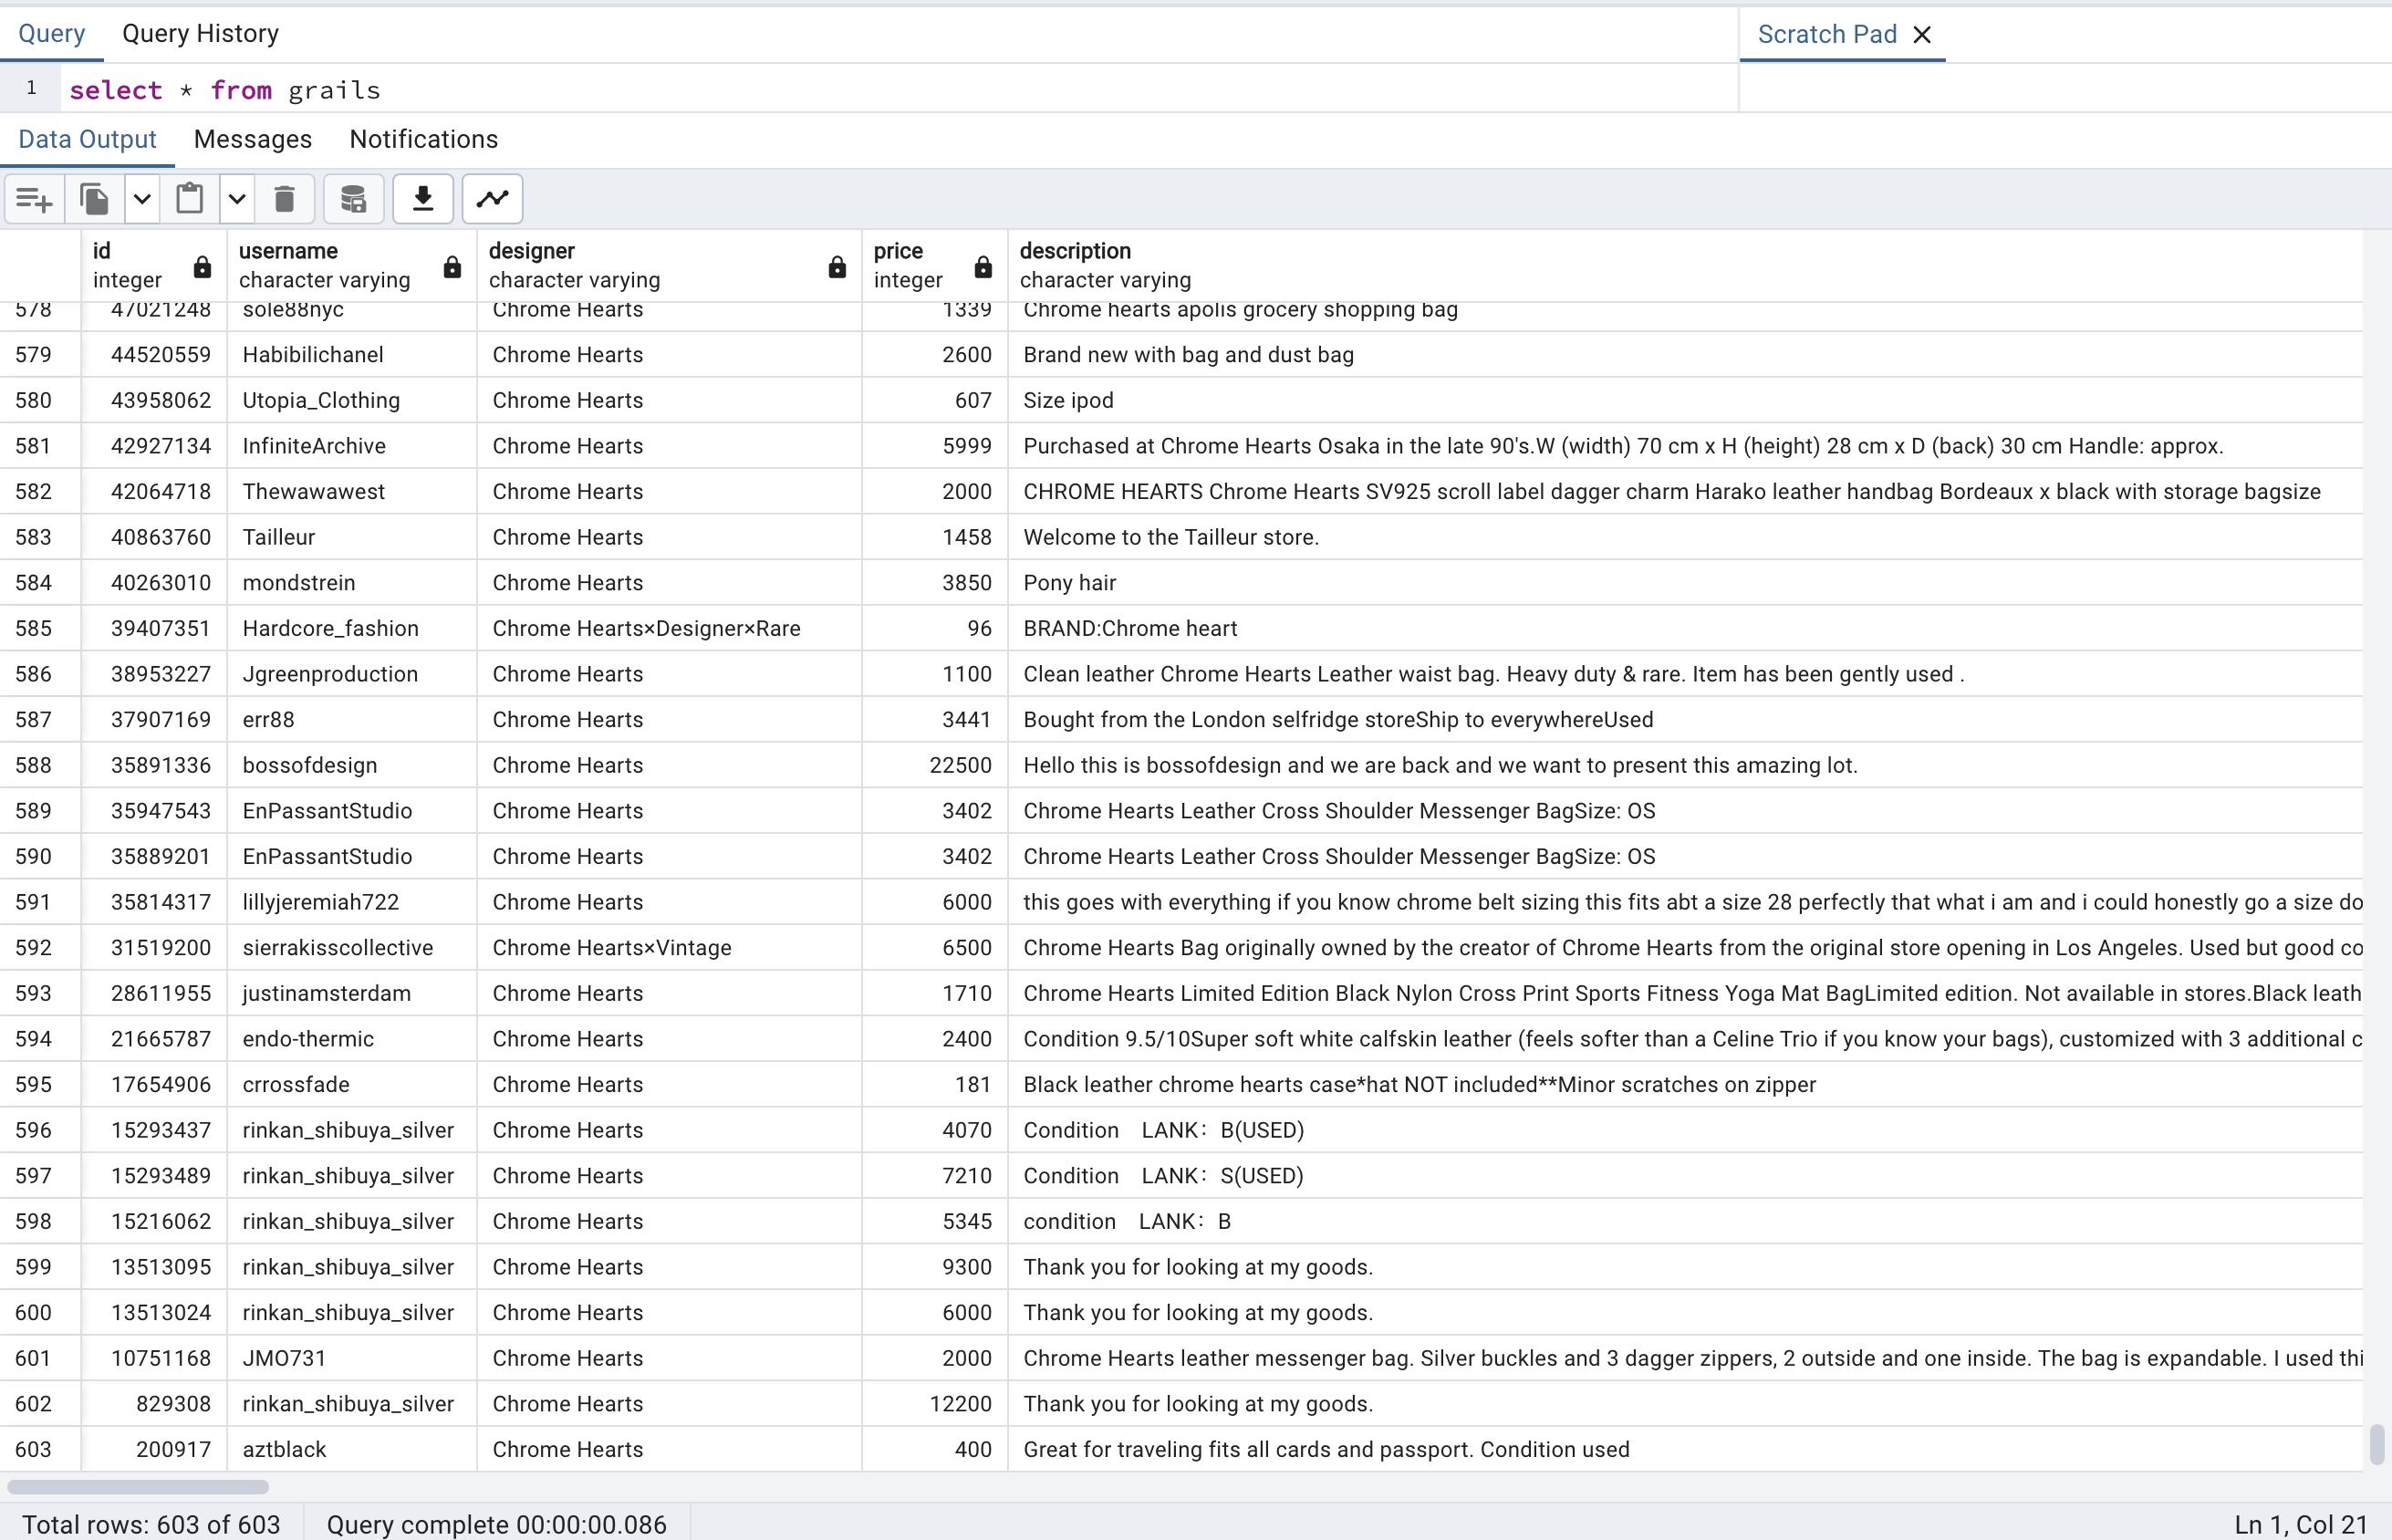 Query Query History Scratch Pad
1 select * from grails
Data Output Messages Notifications
id username designer price description
integer character varying character varying integer character varying
578 47021248 sole88nyc Chrome Hearts 1339 Chrome hearts apolis grocery shopping bag
579 44520559 Habibilichanel Chrome Hearts 2600 Brand new with bag and dust bag
580 43958062 Utopia_Clothing Chrome Hearts 607 Size ipod
581 42927134 InfiniteArchive Chrome Hearts 5999 Purchased at Chrome Hearts Osaka in the late 90's.W (width) 70 cm x H (height) 28 cm x D (back) 30 cm Handle: approx.
582 42064718 Thewawawest Chrome Hearts 2000 CHROME HEARTS Chrome Hearts SV925 scroll label dagger charm Harako leather handbag Bordeaux x black with storage bagsize
583 40863760 Tailleur Chrome Hearts 1458 Welcome to the Tailleur store.
584 40263010 mondstrein Chrome Hearts 3850 Pony hair
585 39407351 Hardcore_fashion Chrome Hearts×Designer×Rare 96 BRAND:Chrome heart
586 38953227 Jgreenproduction Chrome Hearts 1100 Clean leather Chrome Hearts Leather waist bag. Heavy duty & rare. Item has been gently used .
587 37907169 err88 Chrome Hearts 3441 Bought from the London selfridge storeShip to everywhereUsed
588 35891336 bossofdesign Chrome Hearts 22500 Hello this is bossofdesign and we are back and we want to present this amazing lot.
589 35947543 EnPassantStudio Chrome Hearts 3402 Chrome Hearts Leather Cross Shoulder Messenger BagSize: OS
590 35889201 EnPassantStudio Chrome Hearts 3402 Chrome Hearts Leather Cross Shoulder Messenger BagSize: OS
591 35814317 lillyjeremiah722 Chrome Hearts 6000 this goes with everything if you know chrome belt sizing this fits abt a size 28 perfectly that what i am and i could honestly go a size do
592 31519200 sierrakisscollective Chrome Hearts×Vintage 6500 Chrome Hearts Bag originally owned by the creator of Chrome Hearts from the original store opening in Los Angeles. Used but good co
593 28611955 justinamsterdam Chrome Hearts 1710 Chrome Hearts Limited Edition Black Nylon Cross Print Sports Fitness Yoga Mat BagLimited edition. Not available in stores.Black leath
594 21665787 endo-thermic Chrome Hearts 2400 Condition 9.5/10Super soft white calfskin leather (feels softer than a Celine Trio if you know your bags), customized with 3 additional c
595 17654906 crrossfade Chrome Hearts 181 Black leather chrome hearts case*hat NOT included**Minor scratches on zipper
596 15293437 rinkan_shibuya_silver Chrome Hearts 4070 Condition　LANK：B(USED)
597 15293489 rinkan_shibuya_silver Chrome Hearts 7210 Condition　LANK：S(USED)
598 15216062 rinkan_shibuya_silver Chrome Hearts 5345 condition　LANK：B
599 13513095 rinkan_shibuya_silver Chrome Hearts 9300 Thank you for looking at my goods.
600 13513024 rinkan_shibuya_silver Chrome Hearts 6000 Thank you for looking at my goods.
601 10751168 JMO731 Chrome Hearts 2000 Chrome Hearts leather messenger bag. Silver buckles and 3 dagger zippers, 2 outside and one inside. The bag is expandable. I used thi
602 829308 rinkan_shibuya_silver Chrome Hearts 12200 Thank you for looking at my goods.
603 200917 aztblack Chrome Hearts 400 Great for traveling fits all cards and passport. Condition used
Total rows: 603 of 603 Query complete 00:00:00.086 Ln 1, Col 21